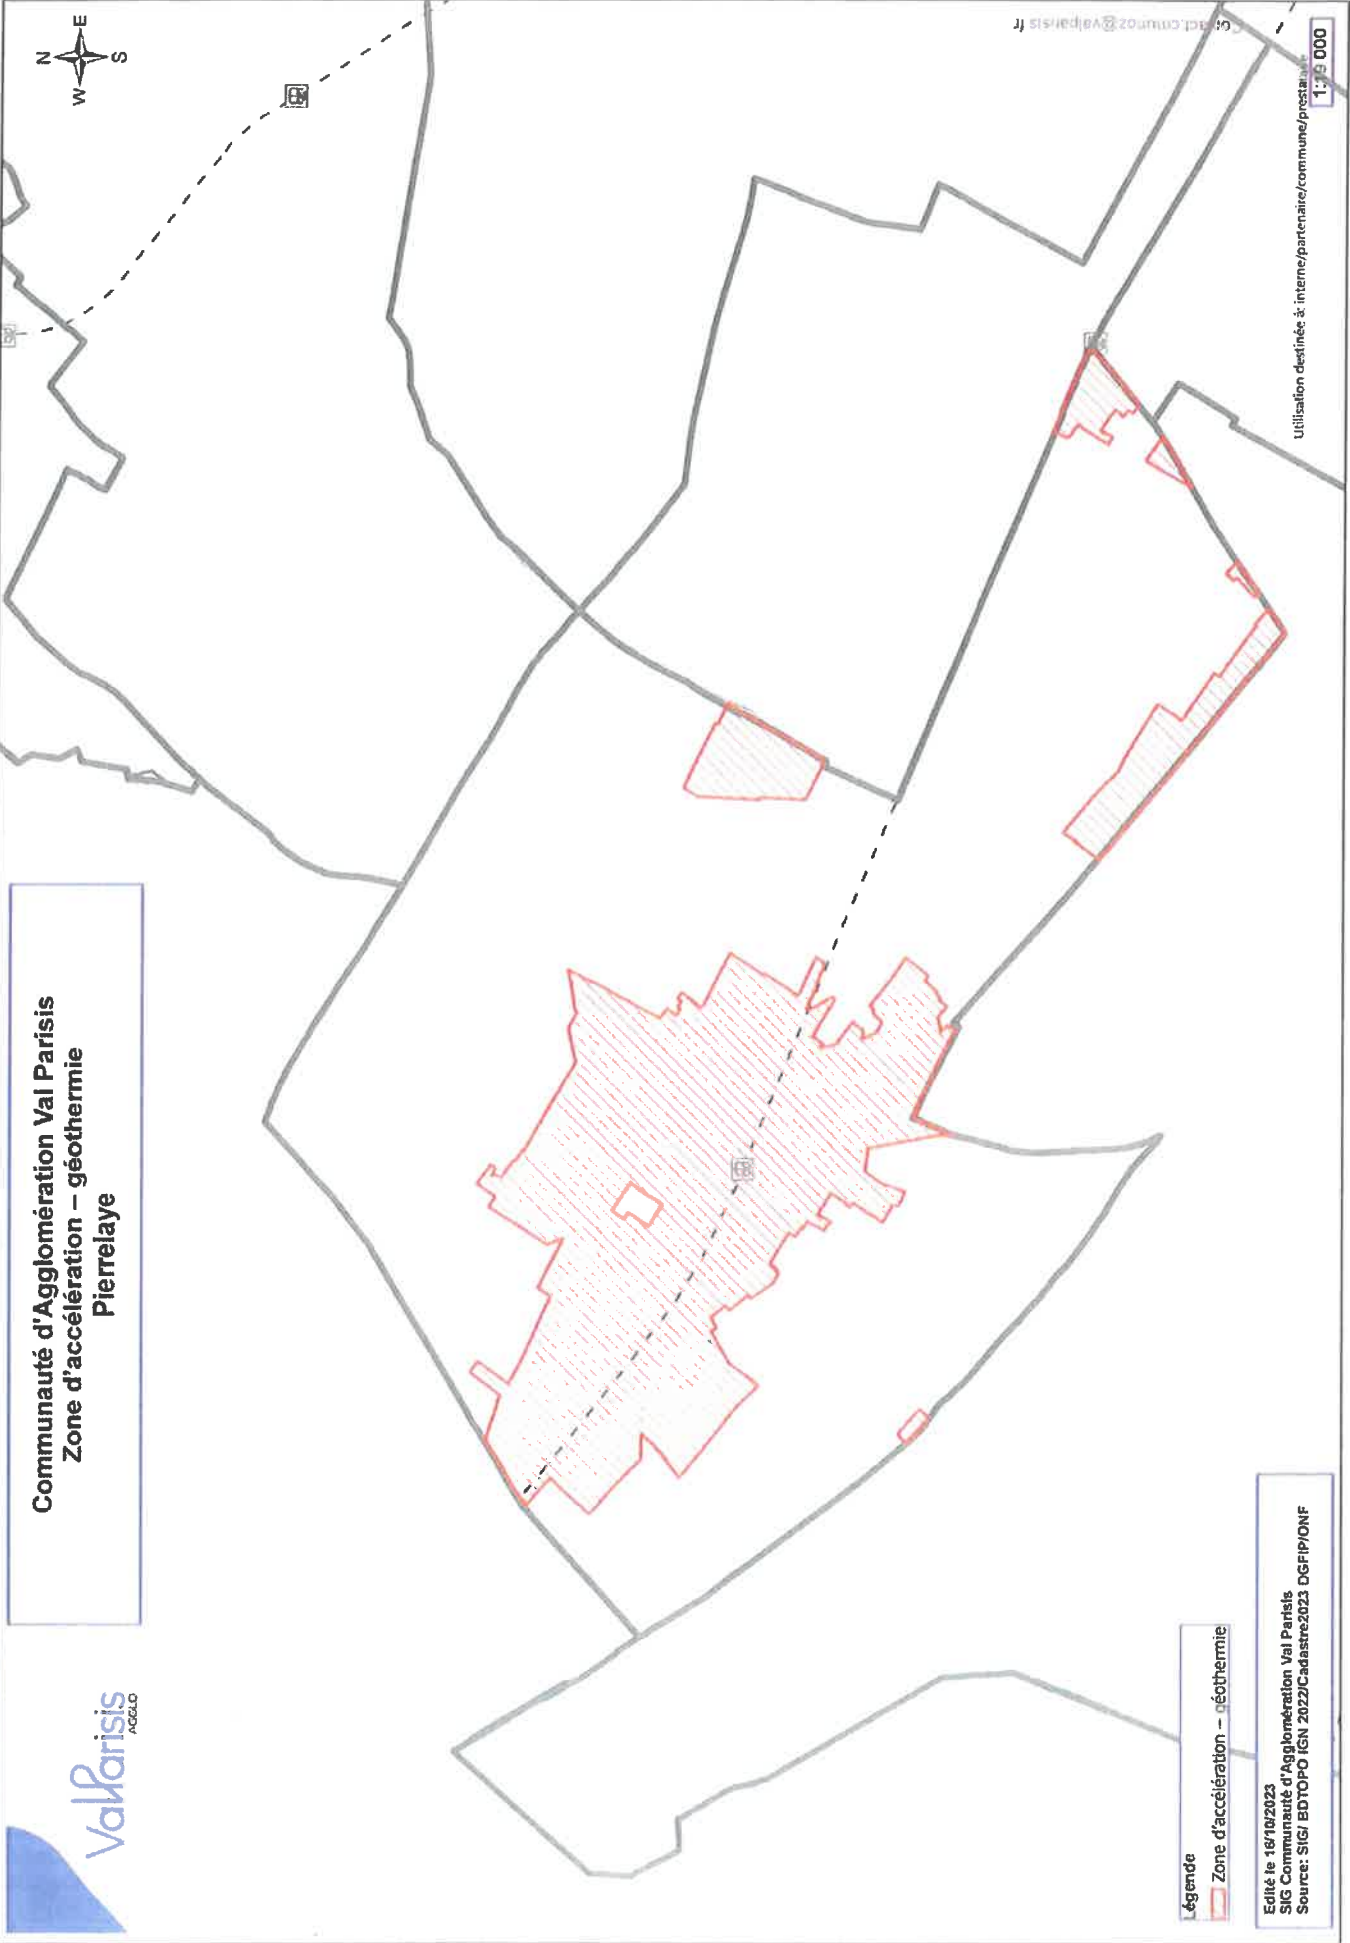 ValParisis
AGGLO
Communauté d'Agglomération Val Parisis
Zone d'accélération – géothermie
Pierrelaye
N
E
S
W
Légende
Zone d'accélération – géothermie
Edité le 16/10/2023
SIG Communauté d'Agglomération Val Parisis
Source: SIG/ BDTOPO IGN 2022/Cadastre2023 DGFIP/ONF
Utilisation destinée à: interne/partenaire/commune/prestataire
1:19 000